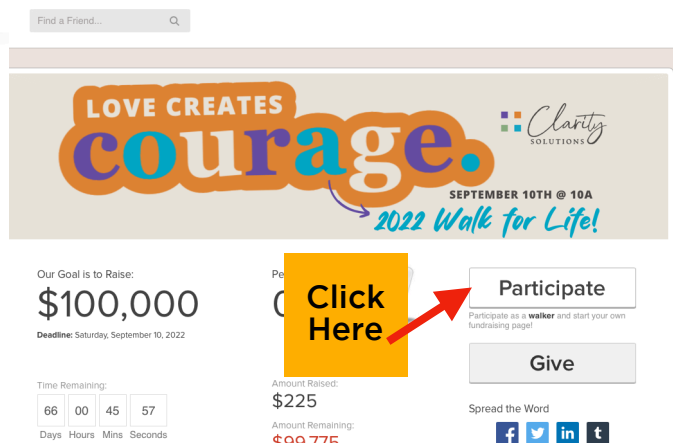 Find a Friend...
LOVE CREATES
courage.
Clarity
SOLUTIONS
SEPTEMBER 10TH @ 10A
2022 Walk for Life!
Our Goal is to Raise:
$100,000
Deadline: Saturday, September 10, 2022
Time Remaining:
66 00 45 57
Days Hours Mins Seconds
Click
Here
Amount Raised:
$225
Amount Remaining:
$99,775
Participate
Participate as a walker and start your own
fundraising page!
Give
Spread the Word